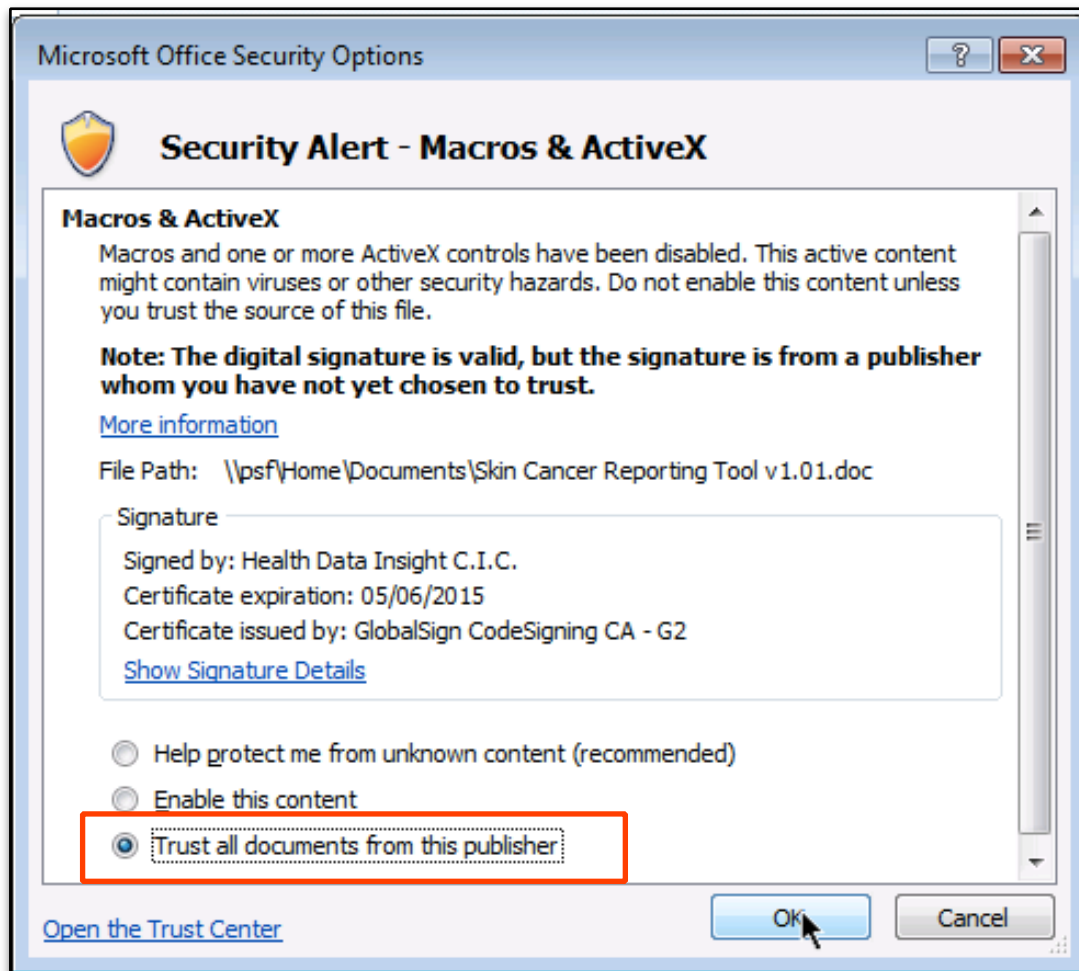 Microsoft Office Security Options
Security Alert - Macros & ActiveX
Macros & ActiveX
Macros and one or more ActiveX controls have been disabled. This active content
might contain viruses or other security hazards. Do not enable this content unless
you trust the source of this file.
Note: The digital signature is valid, but the signature is from a publisher
whom you have not yet chosen to trust.
More information
File Path: \\psf\Home\Documents\Skin Cancer Reporting Tool v1.01.doc
Signature
Signed by: Health Data Insight C.I.C.
Certificate expiration: 05/06/2015
Certificate issued by: GlobalSign CodeSigning CA - G2
Show Signature Details
Help protect me from unknown content (recommended)
Enable this content
Trust all documents from this publisher
Open the Trust Center
OK
Cancel